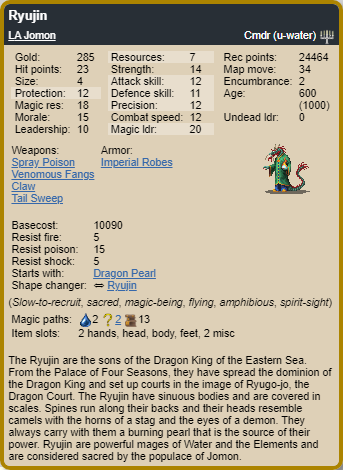 Ryujin
LA Jomon Cmdr (u-water)
Gold: 285 Resources: 7 Rec points: 24464
Hit points: 23 Strength: 14 Map move: 34
Size: 4 Attack skill: 12 Encumbrance: 2
Protection: 12 Defence skill: 11 Age: 600
Magic res: 18 Precision: 12 (1000)
Morale: 15 Combat speed: 12 Undead ldr: 0
Leadership: 10 Magic ldr: 20
Weapons: Armor:
Spray Poison Imperial Robes
Venomous Fangs
Claw
Tail Sweep
Basecost: 10090
Resist fire: 5
Resist poison: 15
Resist shock: 5
Starts with: Dragon Pearl
Shape changer: ⇔ Ryujin
(Slow-to-recruit, sacred, magic-being, flying, amphibious, spirit-sight)
Magic paths: 2 ?2 13
Item slots: 2 hands, head, body, feet, 2 misc
The Ryujin are the sons of the Dragon King of the Eastern Sea.
From the Palace of Four Seasons, they have spread the dominion
of the Dragon King and set up courts in the image of Ryugo-jo, the
Dragon Court. The Ryujin have sinuous bodies and are covered in
scales. Spines run along their backs and their heads resemble
camels with the horns of a stag and the eyes of a demon. They
always carry with them a burning pearl that is the source of their
power. Ryujin are powerful mages of Water and the Elements and
are considered sacred by the populace of Jomon.